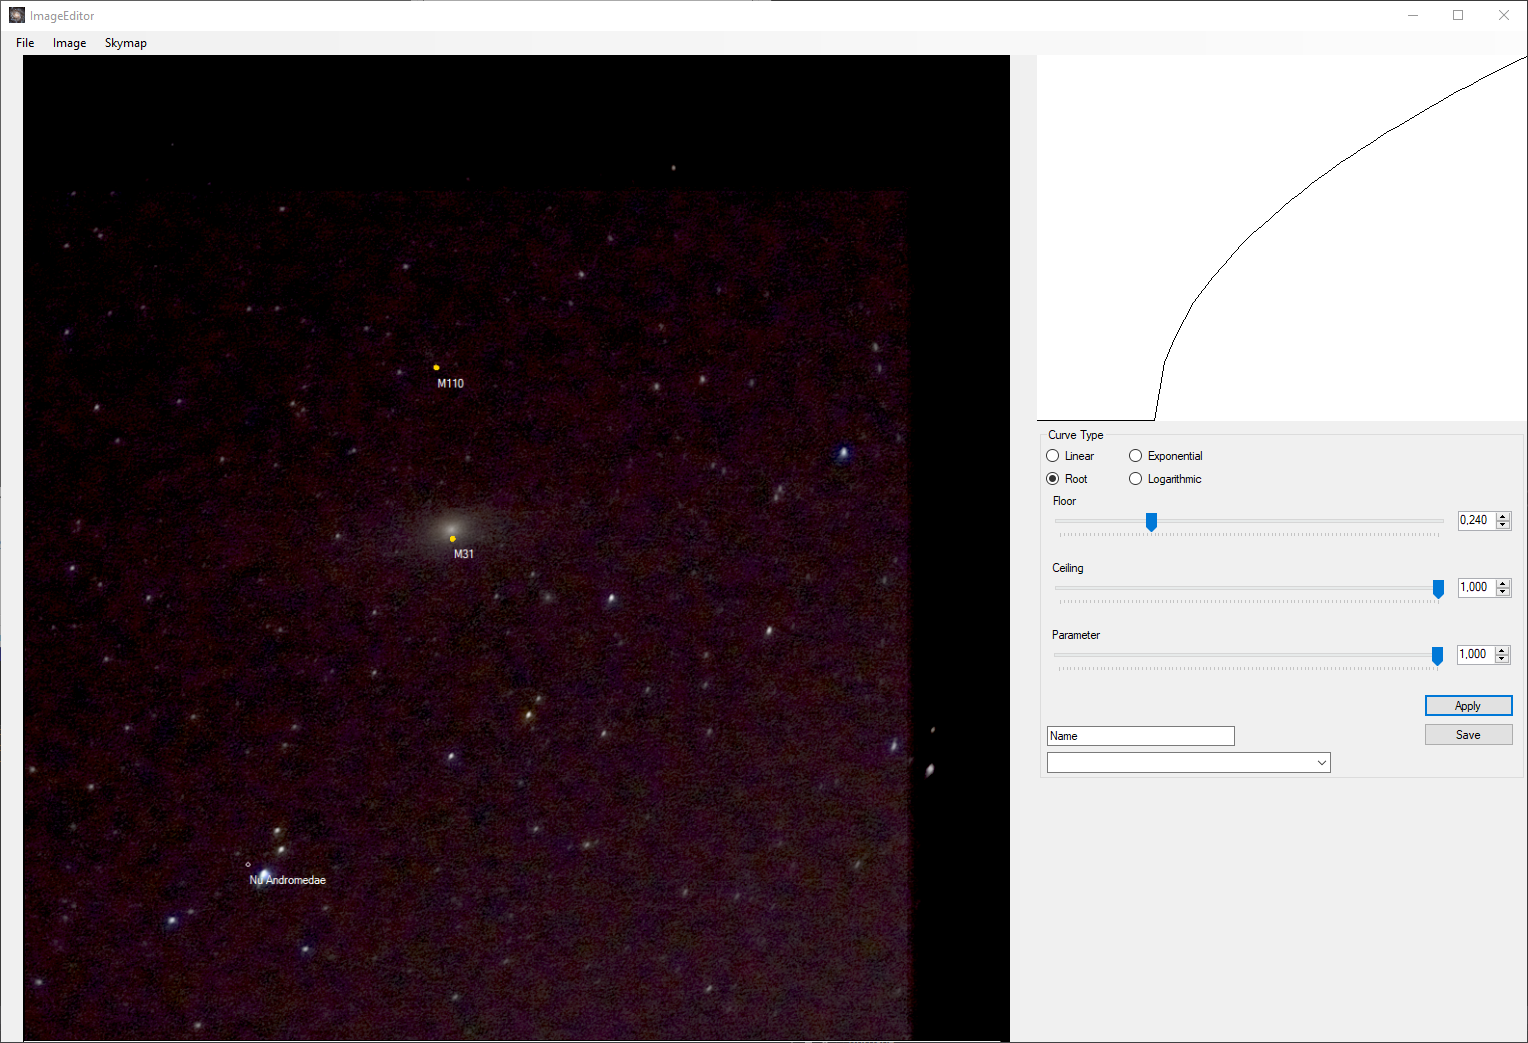 ImageEditor
File Image Skymap
M110
M31
Nu Andromedae
Curve Type
Linear Exponential
Root Logarithmic
Floor
0,240
Ceiling
1,000
Parameter
1,000
Apply
Name
Save